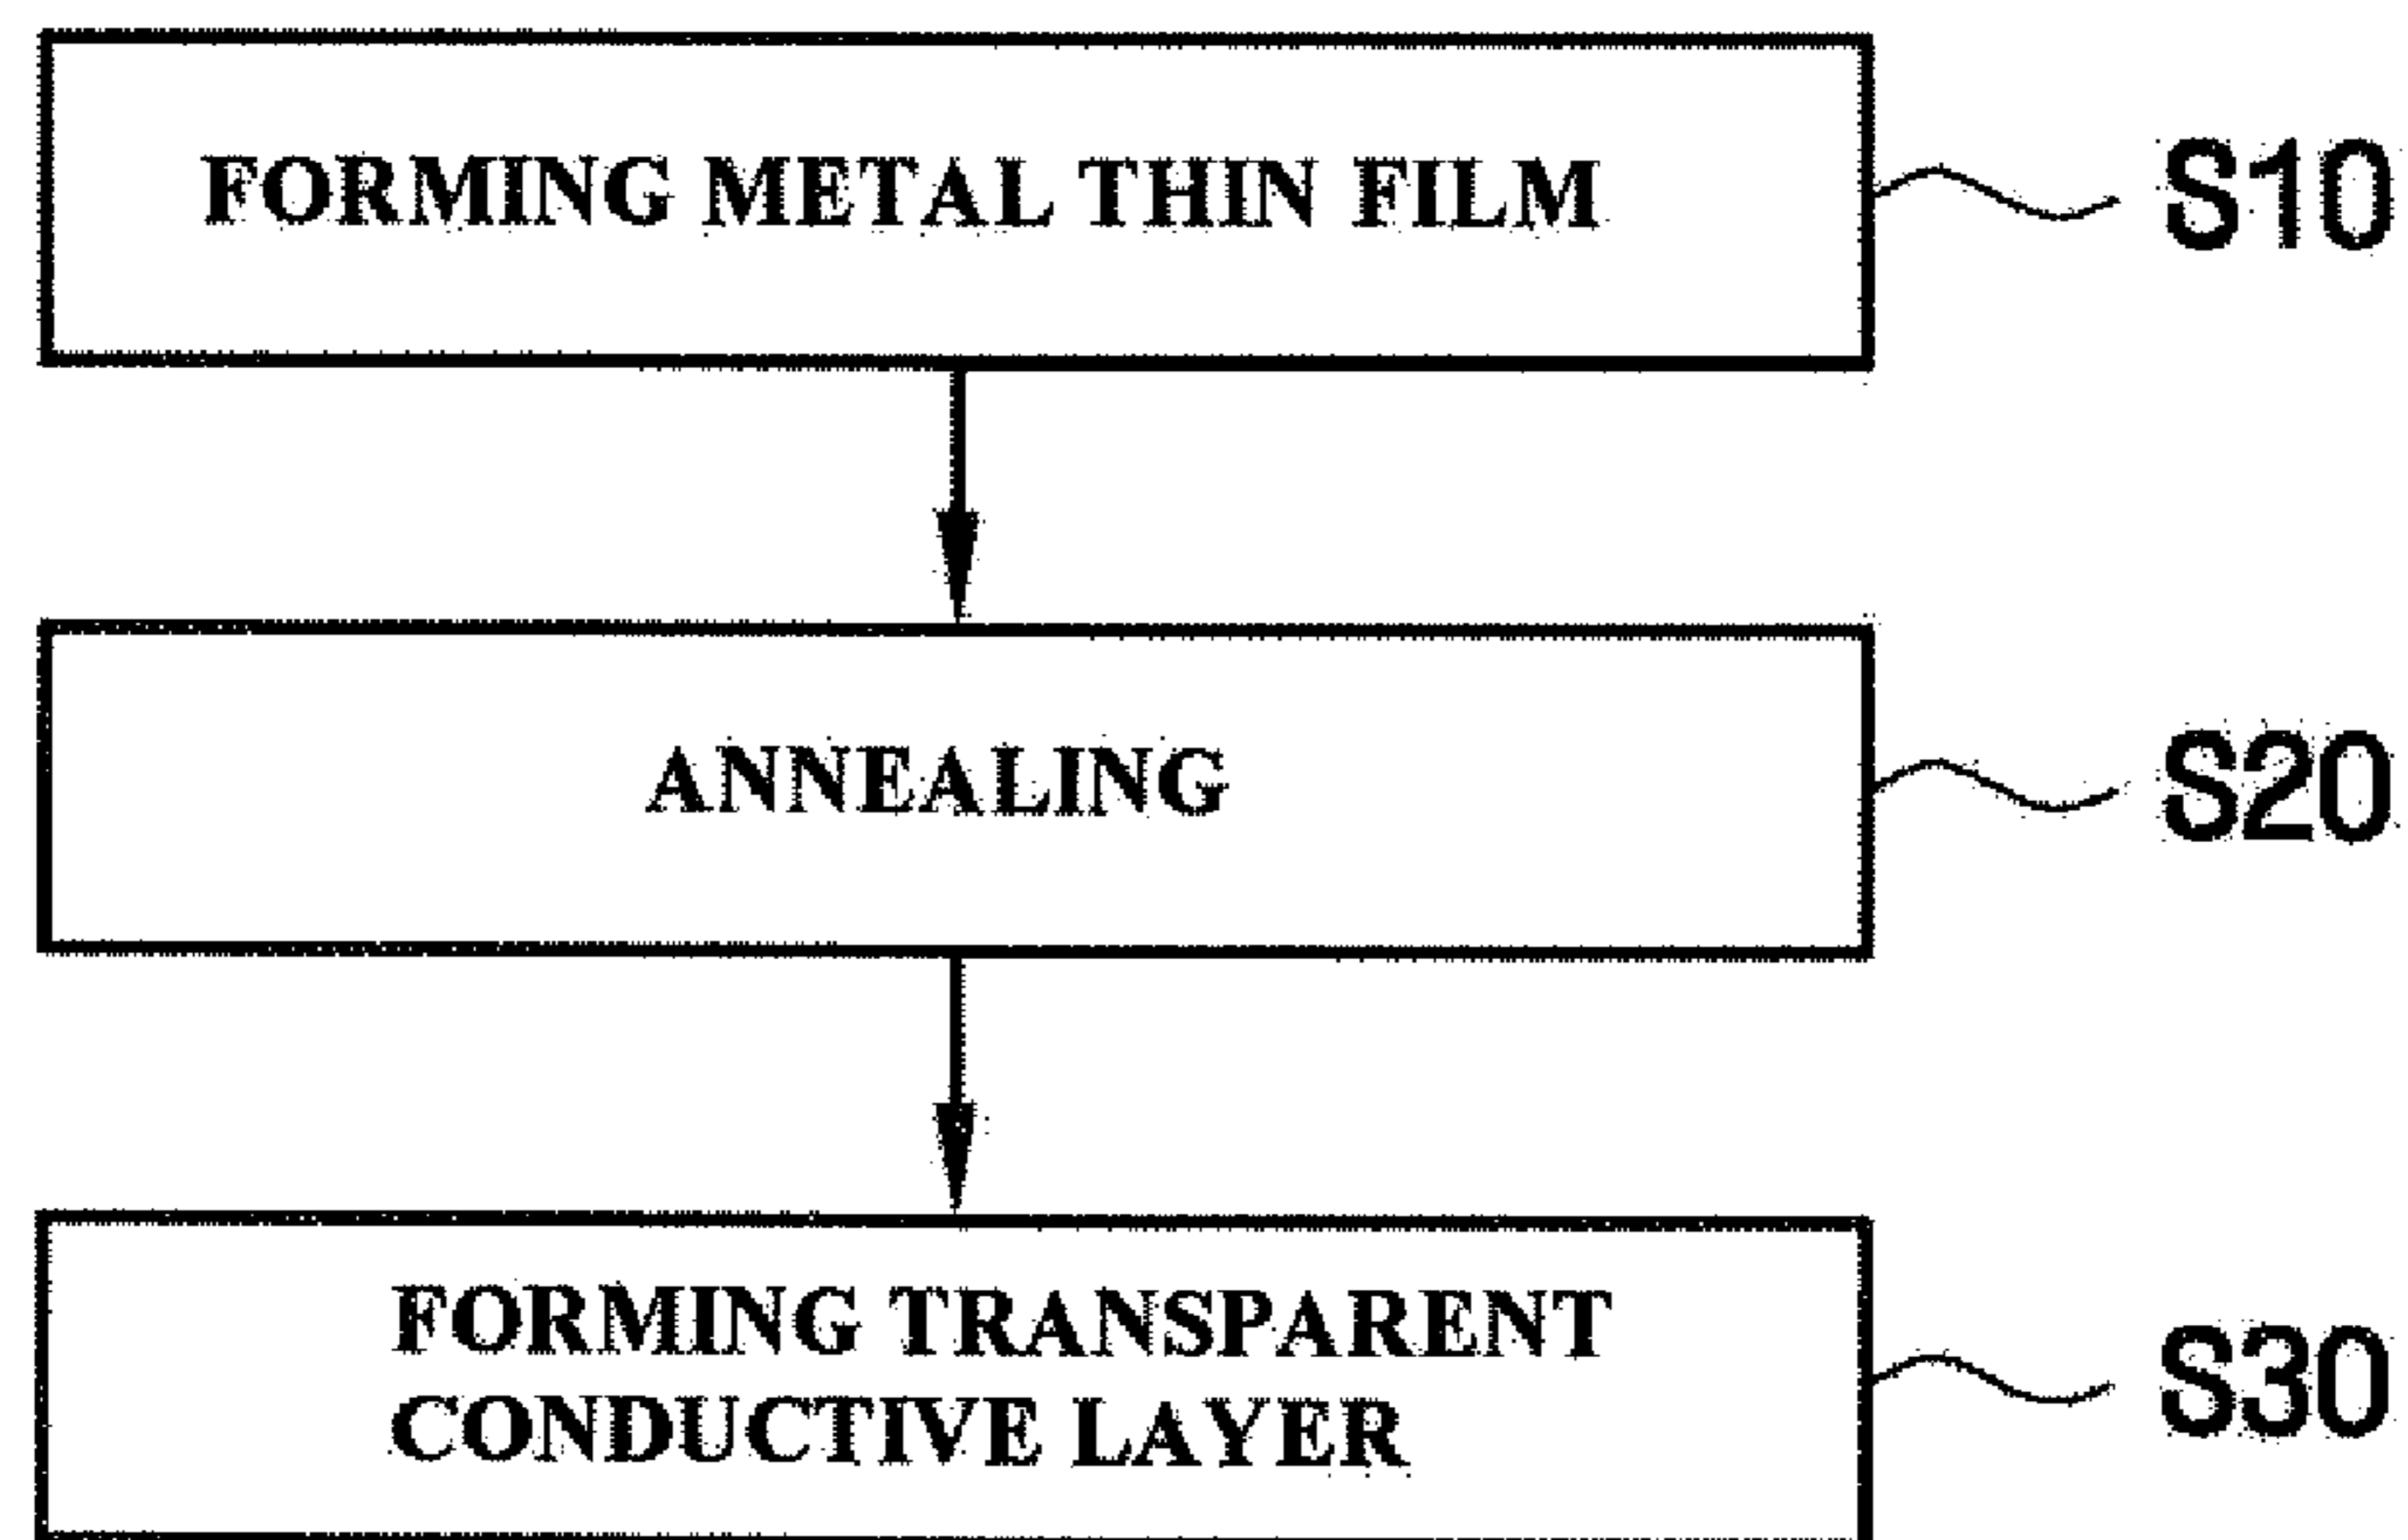 FORMING METAL THIN FILM
S10
ANNEALING
S20
FORMING TRANSPARENT
CONDUCTIVE LAYER
S30